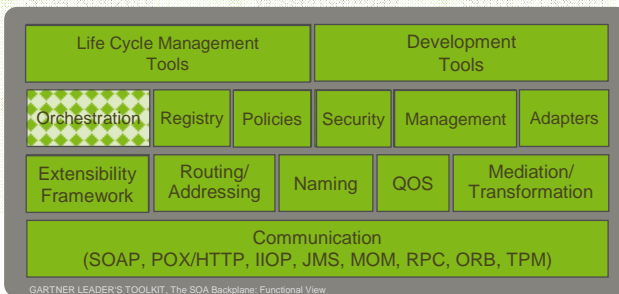 Life Cycle Management
Tools
Development
Tools
Orchestration
Registry
Policies
Security
Management
Adapters
Extensibility
Framework
Routing/
Addressing
Naming
QOS
Mediation/
Transformation
Communication
(SOAP, POX/HTTP, IIOP, JMS, MOM, RPC, ORB, TPM)
GARTNER LEADER'S TOOLKIT, The SOA Backplane: Functional View